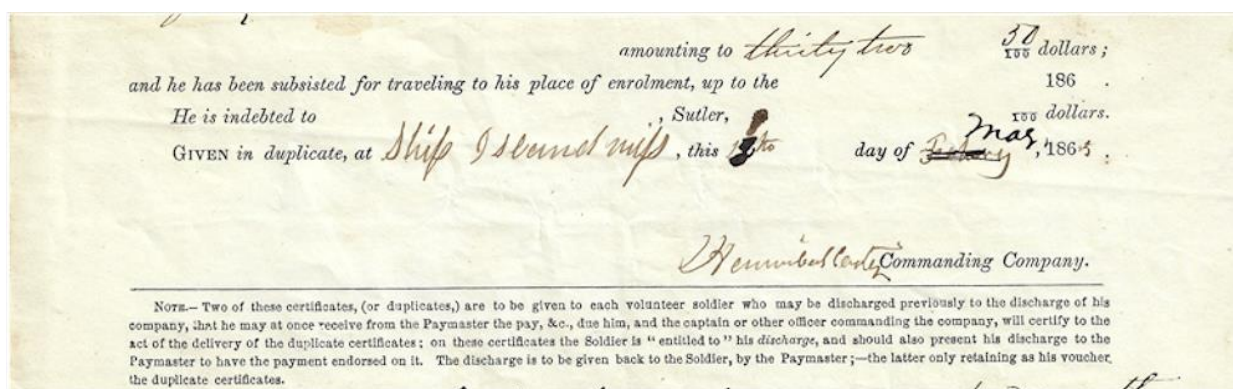 amounting to thirty two 50/100 dollars;
and he has been subsisted for traveling to his place of enrolment, up to the 186 .
He is indebted to , Sutler, 100 dollars.
GIVEN in duplicate, at Ship Island miss, this day of May, 1863.
Hannibal Carter Commanding Company.
NOTE.— Two of these certificates, (or duplicates,) are to be given to each volunteer soldier who may be discharged previously to the discharge of his
company, that he may at once receive from the Paymaster the pay, &c., due him, and the captain or other officer commanding the company, will certify to the
act of the delivery of the duplicate certificates; on these certificates the Soldier is "entitled to" his discharge, and should also present his discharge to the
Paymaster to have the payment endorsed on it. The discharge is to be given back to the Soldier, by the Paymaster;—the latter only retaining as his voucher,
the duplicate certificates.